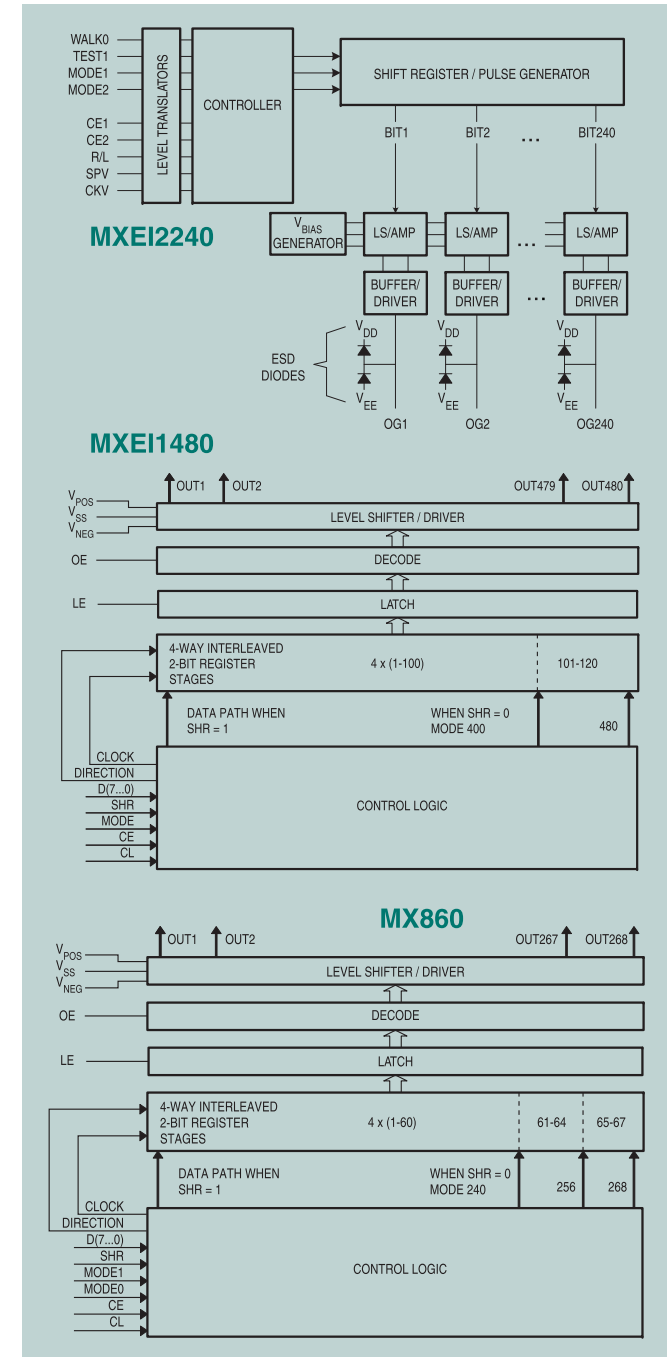 WALK0
TEST1
MODE1
MODE2
CE1
CE2
R/L
SPV
CKV
LEVEL TRANSLATORS
CONTROLLER
SHIFT REGISTER / PULSE GENERATOR
BIT1 BIT2 ... BIT240
MXEI2240
VBIAS
GENERATOR
LS/AMP LS/AMP ... LS/AMP
BUFFER/
DRIVER
BUFFER/
DRIVER
...
BUFFER/
DRIVER
VDD VDD VDD
ESD
DIODES
VEE VEE VEE
OG1 OG2 OG240
MXEI1480
OUT1 OUT2 OUT479 OUT480
VPOS
VSS
VNEG
LEVEL SHIFTER / DRIVER
OE DECODE
LE LATCH
4-WAY INTERLEAVED
2-BIT REGISTER
STAGES
4 x (1-100) 101-120
DATA PATH WHEN
SHR = 1
WHEN SHR = 0
MODE 400
480
CLOCK
DIRECTION
D(7...0)
SHR
MODE
CE
CL
CONTROL LOGIC
MX860
OUT1 OUT2 OUT267 OUT268
VPOS
VSS
VNEG
LEVEL SHIFTER / DRIVER
OE DECODE
LE LATCH
4-WAY INTERLEAVED
2-BIT REGISTER
STAGES
4 x (1-60) 61-64 65-67
DATA PATH WHEN
SHR = 1
WHEN SHR = 0
MODE 240
256 268
CLOCK
DIRECTION
D(7...0)
SHR
MODE1
MODE0
CE
CL
CONTROL LOGIC